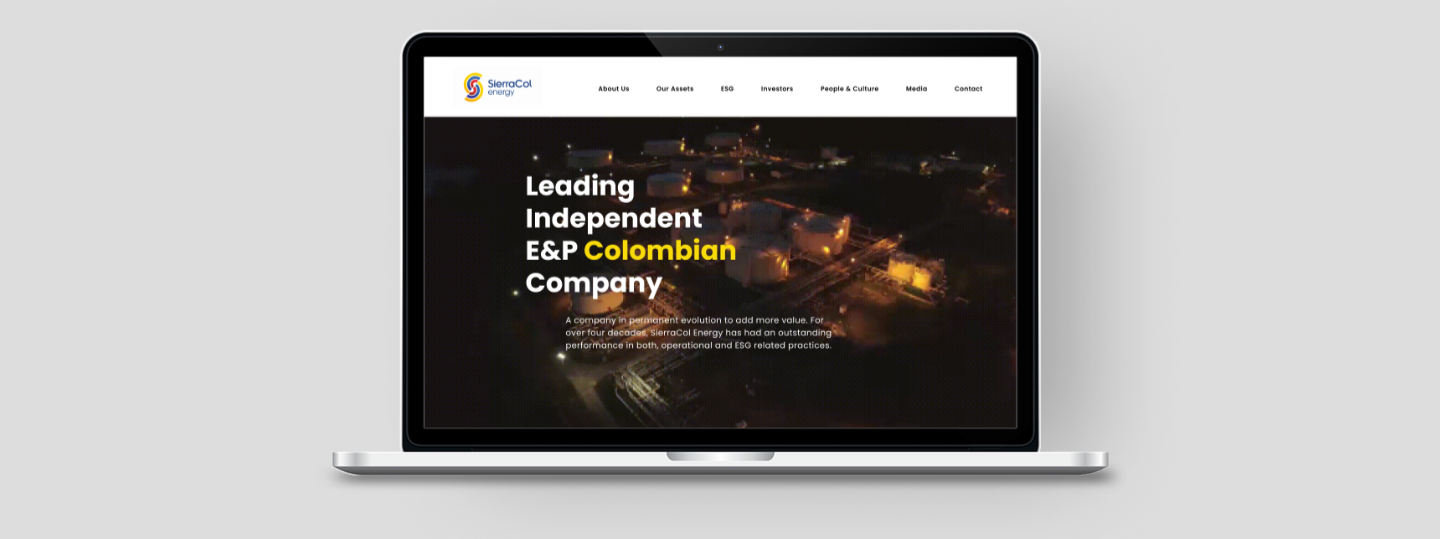 SierraCol
energy
About Us Our Assets ESG Investors People & Culture Media Contact
Leading
Independent
E&P Colombian
Company
A company in permanent evolution to add more value. For
over four decades, SierraCol Energy has had an outstanding
performance in both, operational and ESG related practices.